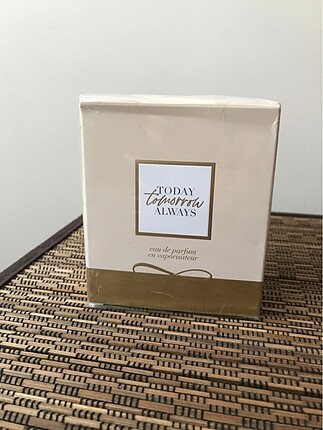 TODAY
tomorrow
ALWAYS
eau de parfum
en vaporisateur